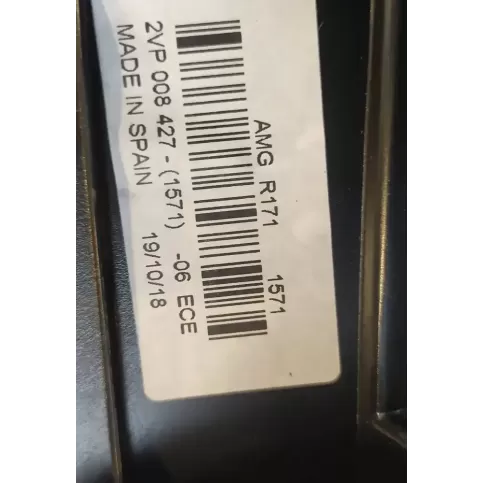 AMG R171 1571
2VP 008 427 - (1571) -06 ECE
MADE IN SPAIN 19/10/18